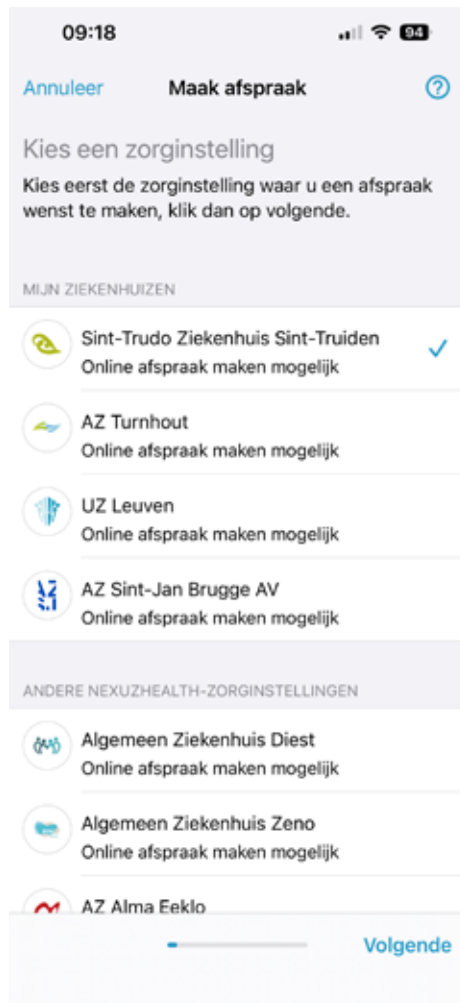 09:18
94
Annuleer
Maak afspraak
?
Kies een zorginstelling
Kies eerst de zorginstelling waar u een afspraak
wenst te maken, klik dan op volgende.
MIJN ZIEKENHUIZEN
Sint-Trudo Ziekenhuis Sint-Truiden
Online afspraak maken mogelijk
AZ Turnhout
Online afspraak maken mogelijk
UZ Leuven
Online afspraak maken mogelijk
AZ Sint-Jan Brugge AV
Online afspraak maken mogelijk
ANDERE NEXUZHEALTH-ZORGINSTELLINGEN
Algemeen Ziekenhuis Diest
Online afspraak maken mogelijk
Algemeen Ziekenhuis Zeno
Online afspraak maken mogelijk
AZ Alma Eeklo
Volgende